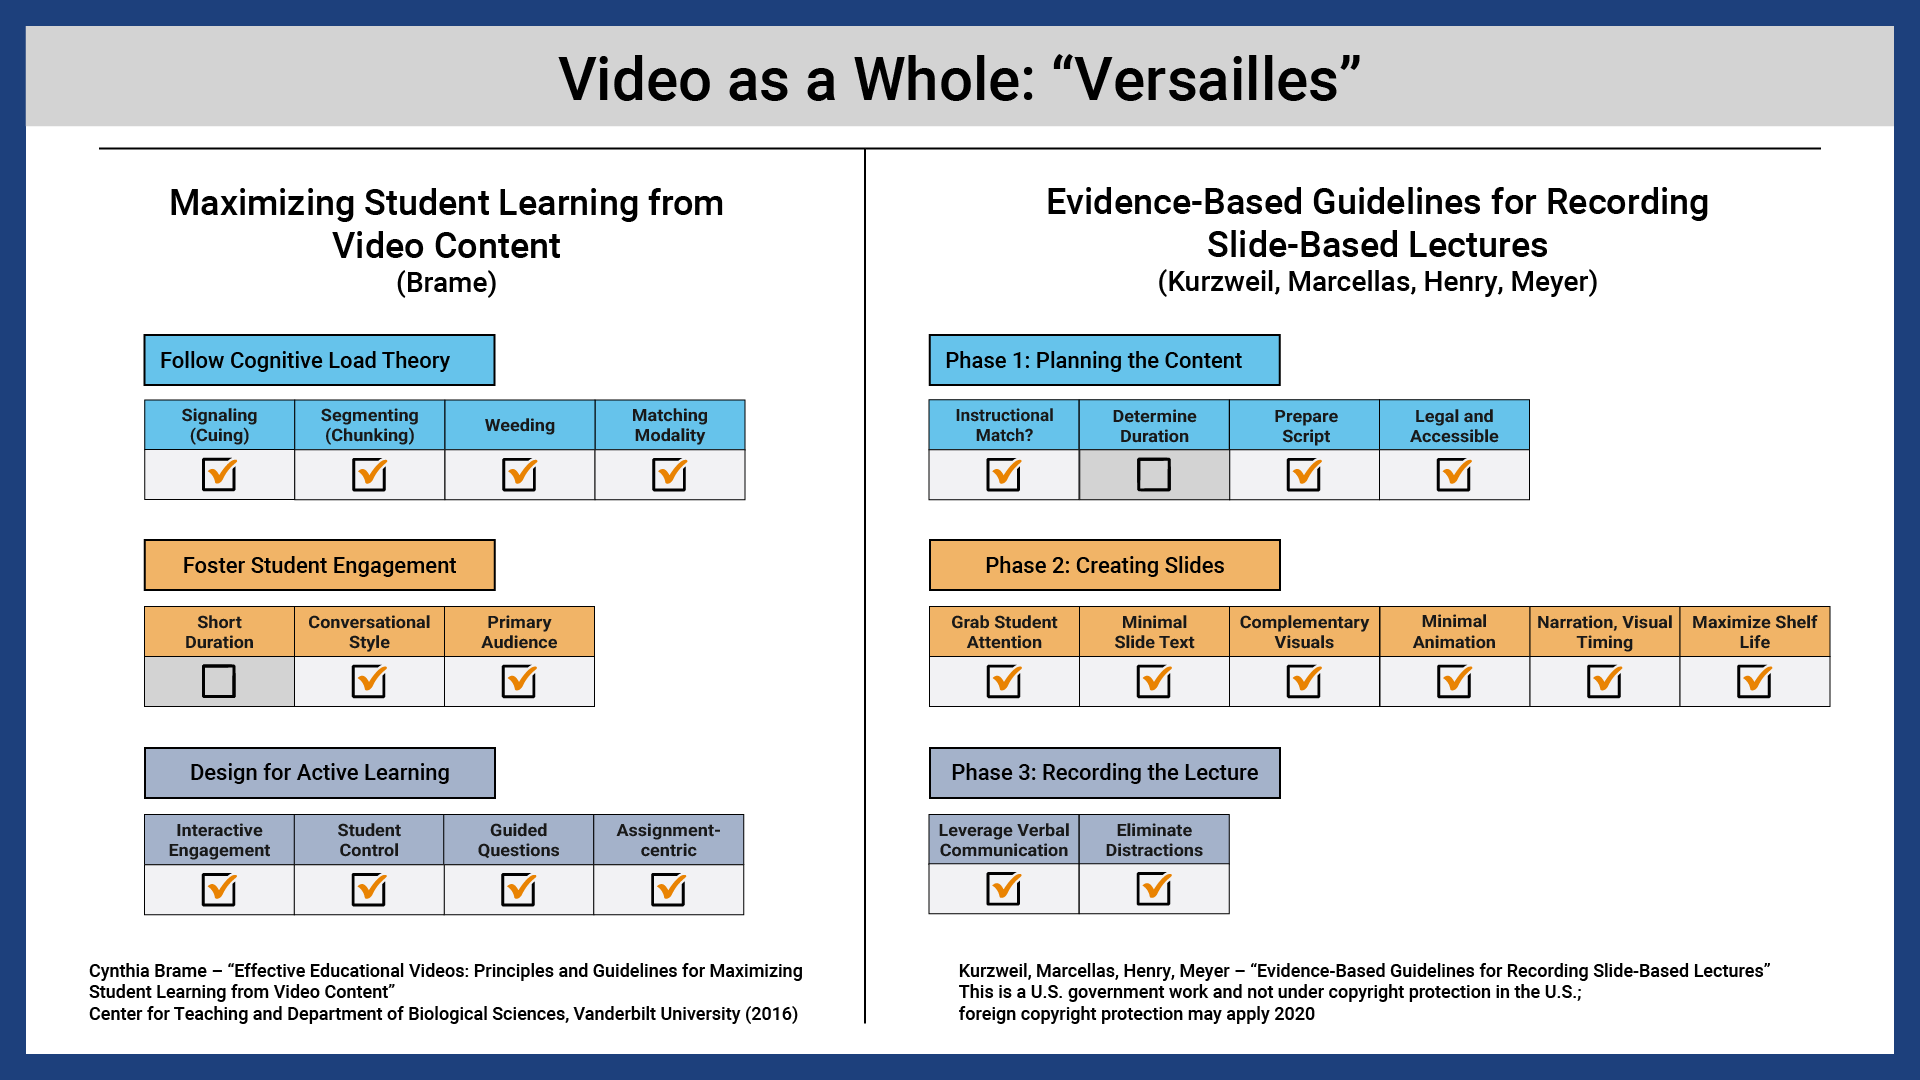 Video as a Whole: “Versailles”
Maximizing Student Learning from
Video Content
(Brame)
Follow Cognitive Load Theory
Signaling
(Cuing)
Segmenting
(Chunking)
Weeding
Matching
Modality
Foster Student Engagement
Short
Duration
Conversational
Style
Primary
Audience
Design for Active Learning
Interactive
Engagement
Student
Control
Guided
Questions
Assignment-
centric
Cynthia Brame – “Effective Educational Videos: Principles and Guidelines for Maximizing
Student Learning from Video Content”
Center for Teaching and Department of Biological Sciences, Vanderbilt University (2016)
Evidence-Based Guidelines for Recording
Slide-Based Lectures
(Kurzweil, Marcellas, Henry, Meyer)
Phase 1: Planning the Content
Instructional
Match?
Determine
Duration
Prepare
Script
Legal and
Accessible
Phase 2: Creating Slides
Grab Student
Attention
Minimal
Slide Text
Complementary
Visuals
Minimal
Animation
Narration, Visual
Timing
Maximize Shelf
Life
Phase 3: Recording the Lecture
Leverage Verbal
Communication
Eliminate
Distractions
Kurzweil, Marcellas, Henry, Meyer – “Evidence-Based Guidelines for Recording Slide-Based Lectures”
This is a U.S. government work and not under copyright protection in the U.S.;
foreign copyright protection may apply 2020